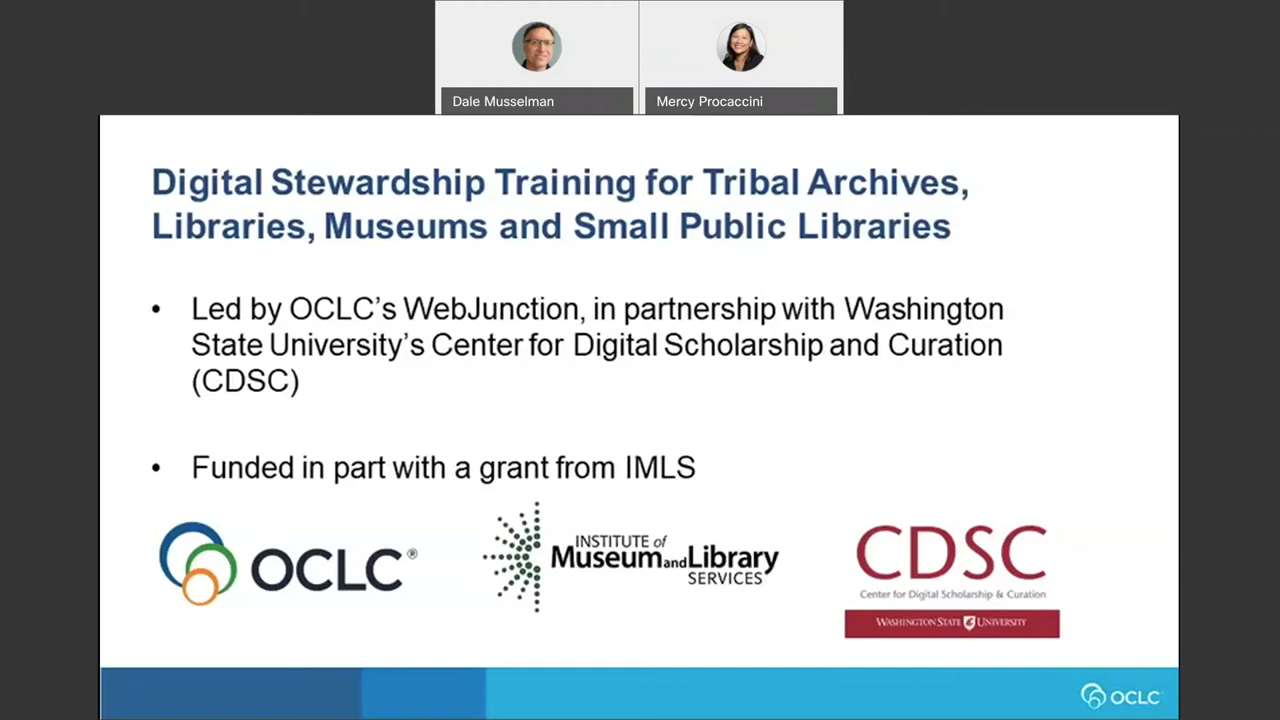 Dale Musselman
Mercy Procaccini
Digital Stewardship Training for Tribal Archives,
Libraries, Museums and Small Public Libraries
• Led by OCLC’s WebJunction, in partnership with Washington
State University’s Center for Digital Scholarship and Curation
(CDSC)
• Funded in part with a grant from IMLS
OCLC®
INSTITUTE of
Museum and Library
SERVICES
CDSC
Center for Digital Scholarship & Curation
WASHINGTON STATE UNIVERSITY
OCLC